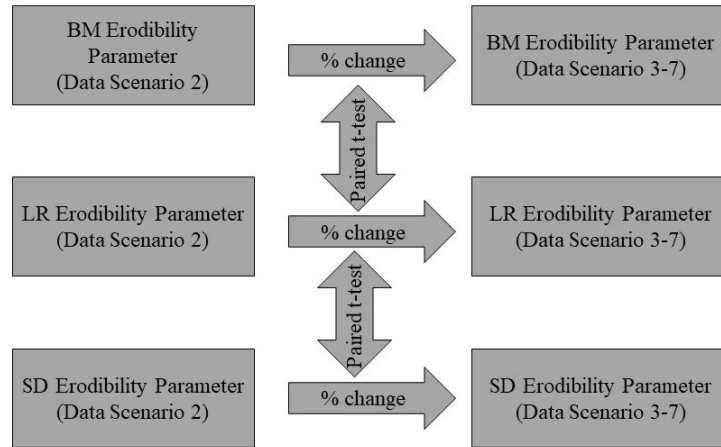 BM Erodibility
Parameter
(Data Scenario 2)
% change
BM Erodibility Parameter
(Data Scenario 3-7)
Paired t-test
LR Erodibility Parameter
(Data Scenario 2)
% change
LR Erodibility Parameter
(Data Scenario 3-7)
Paired t-test
SD Erodibility Parameter
(Data Scenario 2)
% change
SD Erodibility Parameter
(Data Scenario 3-7)